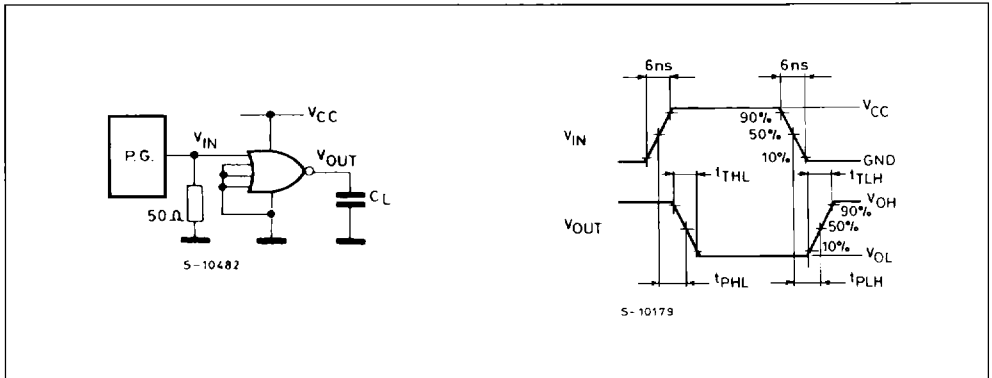 P.G.
V_IN
V_CC
V_OUT
C_L
50 Ω
S-10482
6ns
6ns
V_IN
V_CC
90%
50%
10%
GND
t_THL
t_TLH
V_OUT
V_OH
90%
50%
10%
V_OL
t_PHL
t_PLH
S-10179